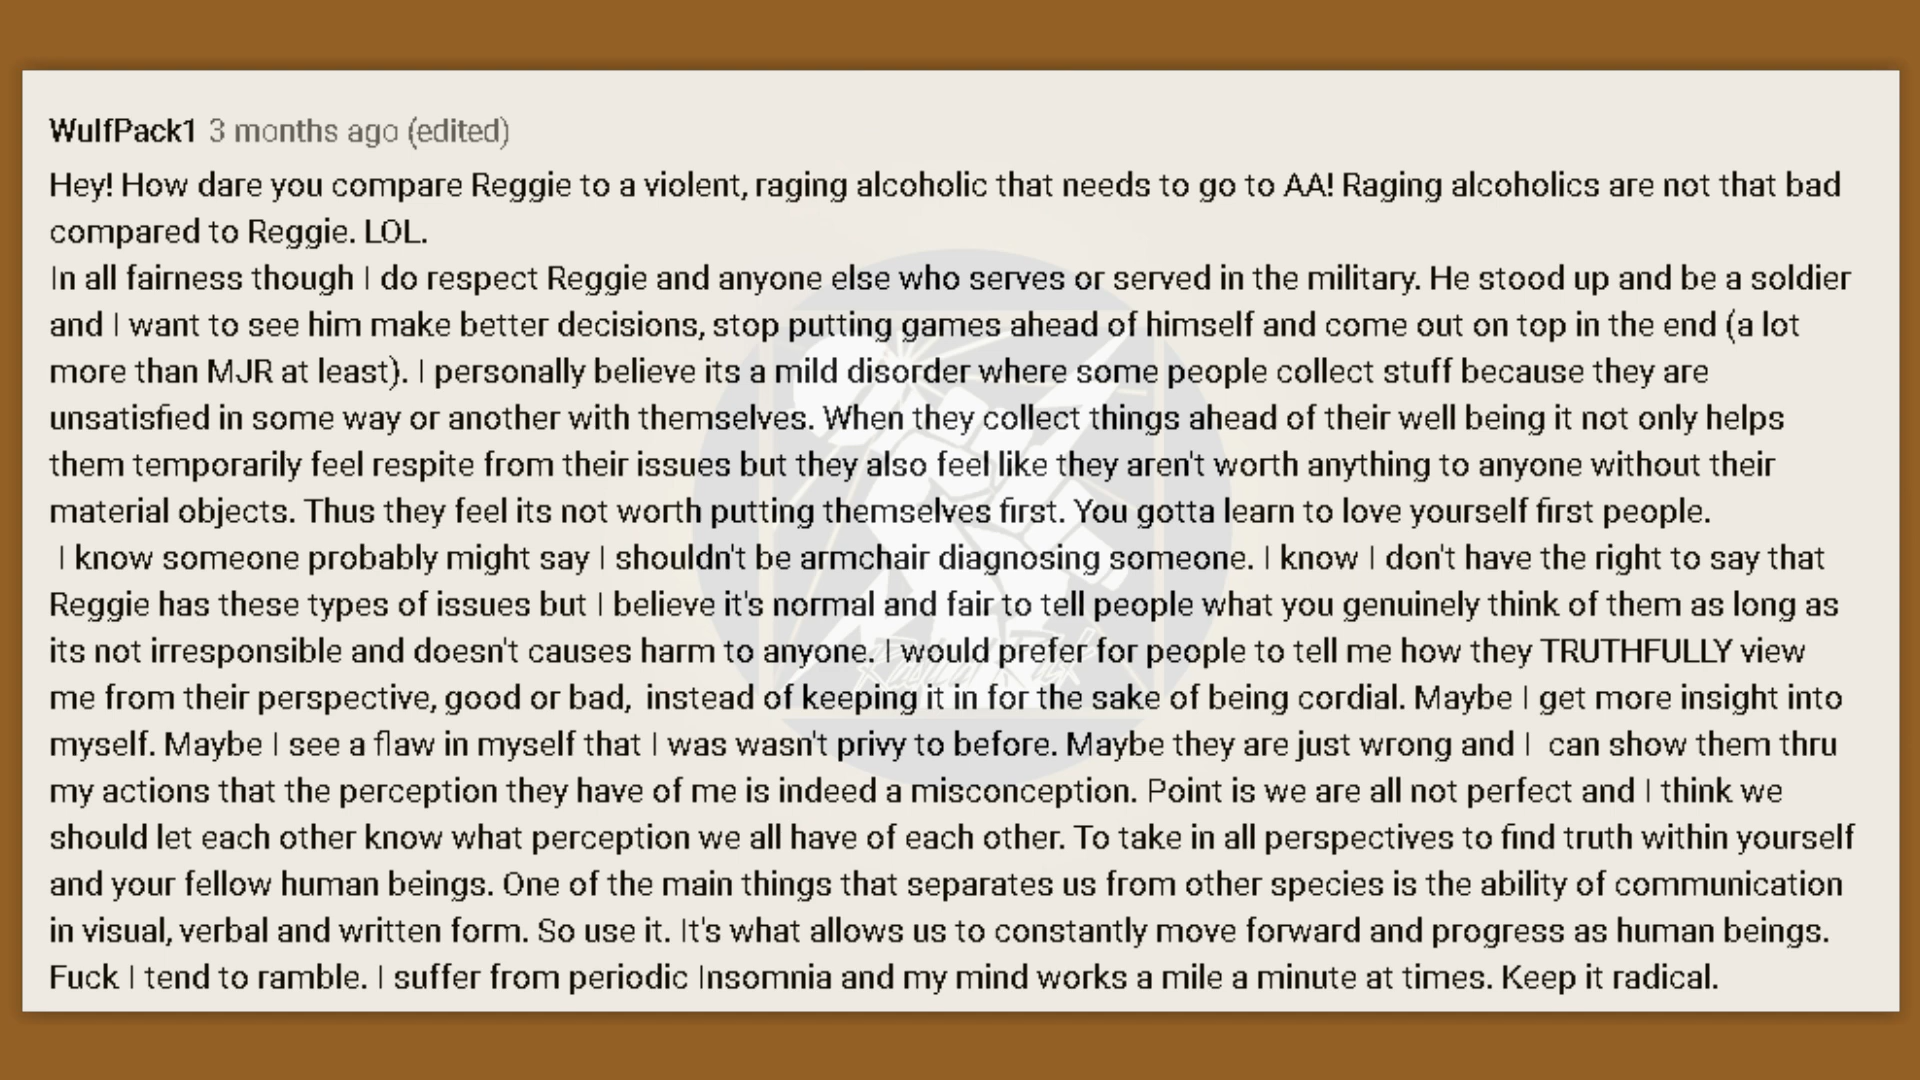 WulfPack1 3 months ago (edited)
Hey! How dare you compare Reggie to a violent, raging alcoholic that needs to go to AA! Raging alcoholics are not that bad
compared to Reggie. LOL.
In all fairness though I do respect Reggie and anyone else who serves or served in the military. He stood up and be a soldier
and I want to see him make better decisions, stop putting games ahead of himself and come out on top in the end (a lot
more than MJR at least). I personally believe its a mild disorder where some people collect stuff because they are
unsatisfied in some way or another with themselves. When they collect things ahead of their well being it not only helps
them temporarily feel respite from their issues but they also feel like they aren't worth anything to anyone without their
material objects. Thus they feel its not worth putting themselves first. You gotta learn to love yourself first people.
I know someone probably might say I shouldn't be armchair diagnosing someone. I know I don't have the right to say that
Reggie has these types of issues but I believe it's normal and fair to tell people what you genuinely think of them as long as
its not irresponsible and doesn't causes harm to anyone. I would prefer for people to tell me how they TRUTHFULLY view
me from their perspective, good or bad, instead of keeping it in for the sake of being cordial. Maybe I get more insight into
myself. Maybe I see a flaw in myself that I was wasn't privy to before. Maybe they are just wrong and I can show them thru
my actions that the perception they have of me is indeed a misconception. Point is we are all not perfect and I think we
should let each other know what perception we all have of each other. To take in all perspectives to find truth within yourself
and your fellow human beings. One of the main things that separates us from other species is the ability of communication
in visual, verbal and written form. So use it. It's what allows us to constantly move forward and progress as human beings.
Fuck I tend to ramble. I suffer from periodic Insomnia and my mind works a mile a minute at times. Keep it radical.